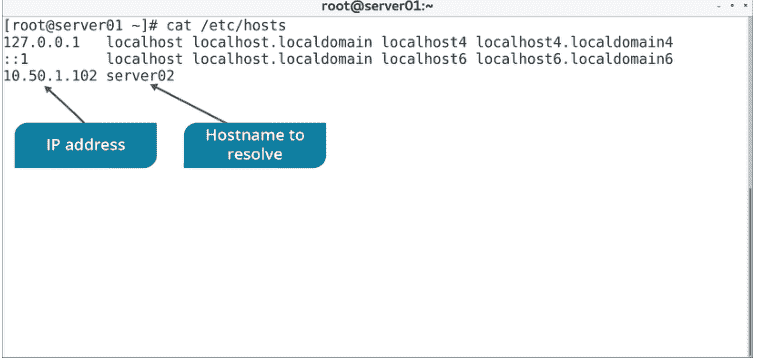 root@server01:~
[root@server01 ~]# cat /etc/hosts
127.0.0.1   localhost localhost.localdomain localhost4 localhost4.localdomain4
::1         localhost localhost.localdomain localhost6 localhost6.localdomain6
10.50.1.102 server02
IP address
Hostname to
resolve